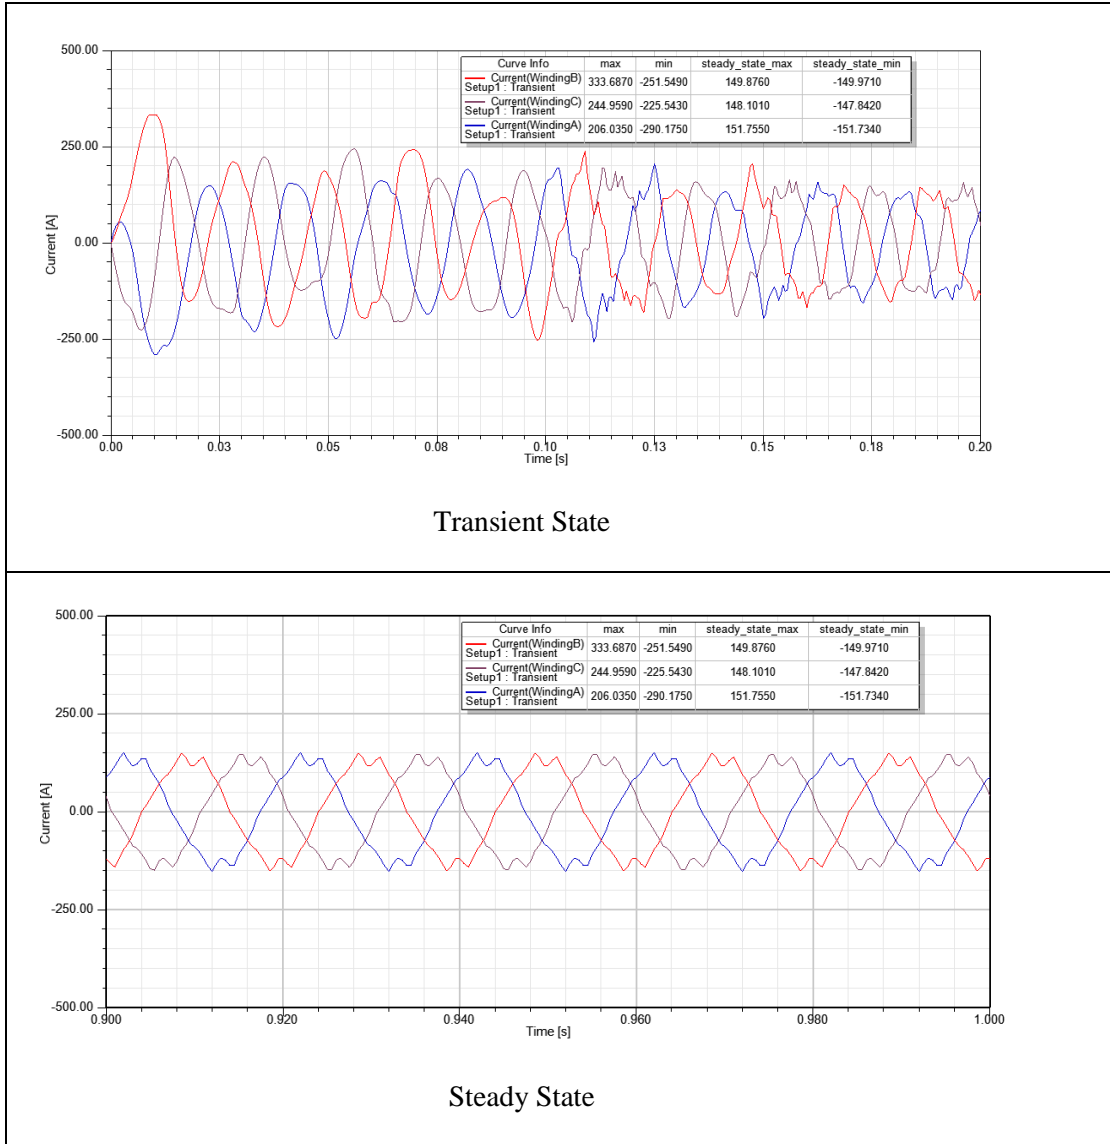 500.00
250.00
0.00
-250.00
-500.00
Current [A]
Curve Info max min steady_state_max steady_state_min
Current(WindingB)
Setup1 : Transient
333.6870 -251.5490 149.8760 -149.9710
Current(WindingC)
Setup1 : Transient
244.9590 -225.5430 148.1010 -147.8420
Current(WindingA)
Setup1 : Transient
206.0350 -290.1750 151.7550 -151.7340
0.00 0.03 0.05 0.08 0.10 0.13 0.15 0.18 0.20
Time [s]
Transient State
500.00
250.00
0.00
-250.00
-500.00
Current [A]
Curve Info max min steady_state_max steady_state_min
Current(WindingB)
Setup1 : Transient
333.6870 -251.5490 149.8760 -149.9710
Current(WindingC)
Setup1 : Transient
244.9590 -225.5430 148.1010 -147.8420
Current(WindingA)
Setup1 : Transient
206.0350 -290.1750 151.7550 -151.7340
0.900 0.920 0.940 0.960 0.980 1.000
Time [s]
Steady State